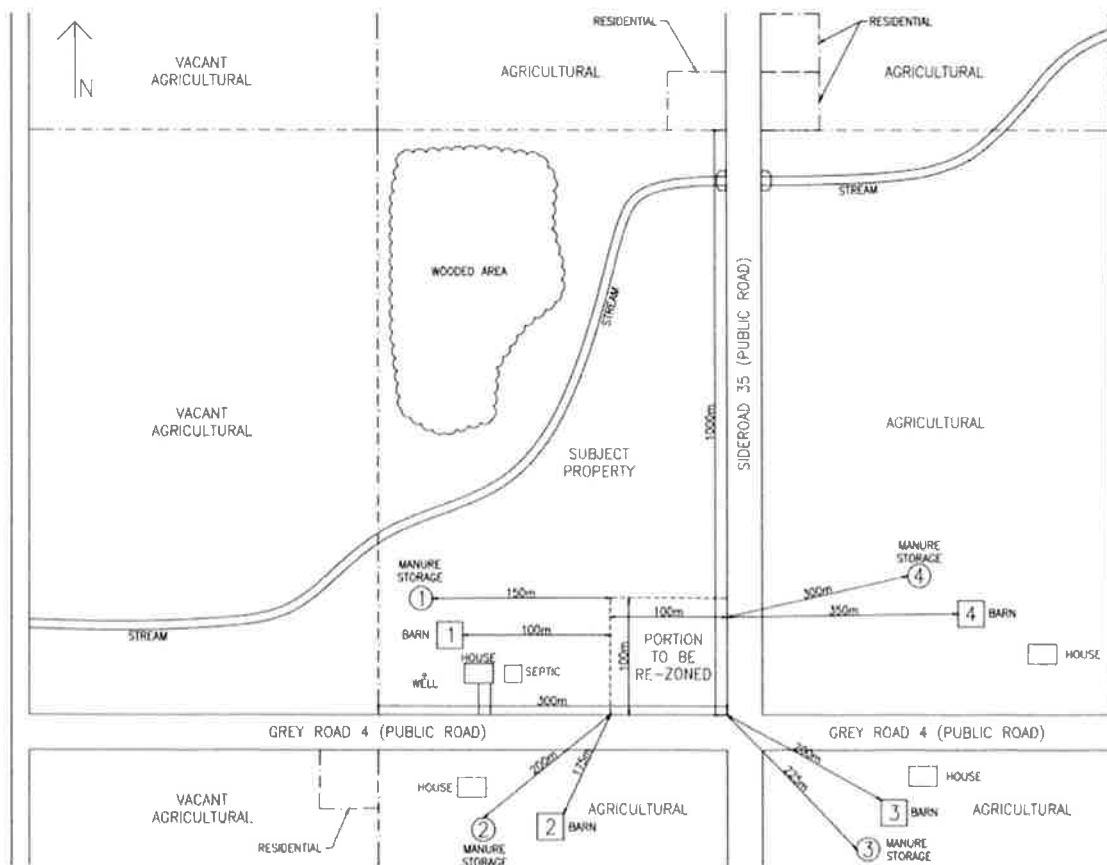 RESIDENTIAL
RESIDENTIAL
N
VACANT
AGRICULTURAL
AGRICULTURAL
AGRICULTURAL
STREAM
WOODED AREA
STREAM
SIDEROAD 35 (PUBLIC ROAD)
1000m
VACANT
AGRICULTURAL
AGRICULTURAL
SUBJECT
PROPERTY
MANURE
STORAGE
1
150m
MANURE
STORAGE
4
300m
350m
4
BARN
100m
BARN
1
100m
100m
PORTION
TO BE
RE-ZONED
STREAM
HOUSE
SEPTIC
WELL
HOUSE
300m
GREY ROAD 4 (PUBLIC ROAD)
GREY ROAD 4 (PUBLIC ROAD)
200m
175m
200m
225m
HOUSE
HOUSE
VACANT
AGRICULTURAL
AGRICULTURAL
AGRICULTURAL
2
MANURE
STORAGE
2
BARN
3
BARN
3
MANURE
STORAGE
RESIDENTIAL